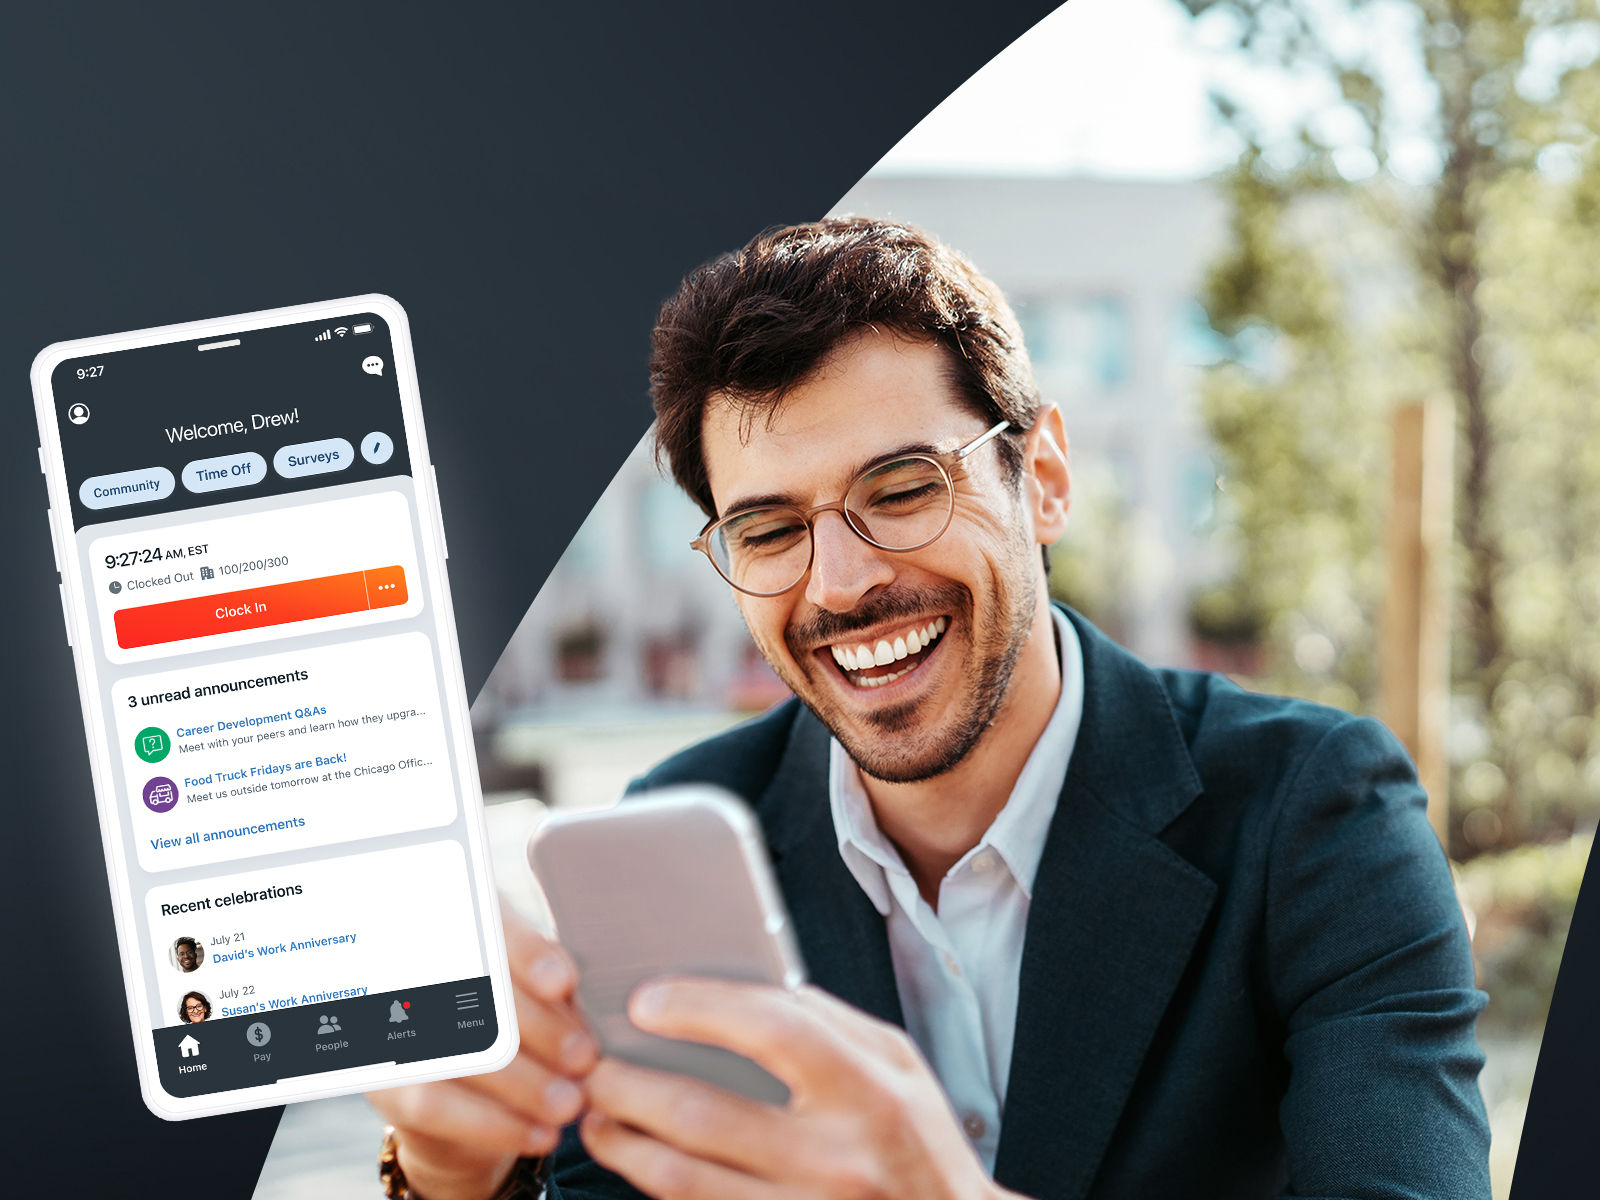 9:27
Welcome, Drew!
Community Time Off Surveys
9:27:24 AM, EST
Clocked Out 100/200/300
Clock In
3 unread announcements
Career Development Q&As
Meet with your peers and learn how they upgra...
Food Truck Fridays are Back!
Meet us outside tomorrow at the Chicago Offic...
View all announcements
Recent celebrations
July 21
David's Work Anniversary
July 22
Susan's Work Anniversary
Home Pay People Alerts Menu